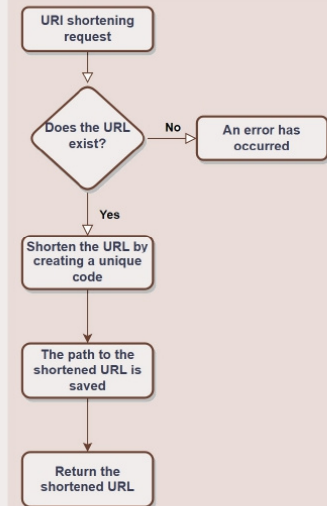 URI shortening
request
Does the URL
exist?
No
An error has
occurred
Yes
Shorten the URL by
creating a unique
code
The path to the
shortened URL is
saved
Return the
shortened URL